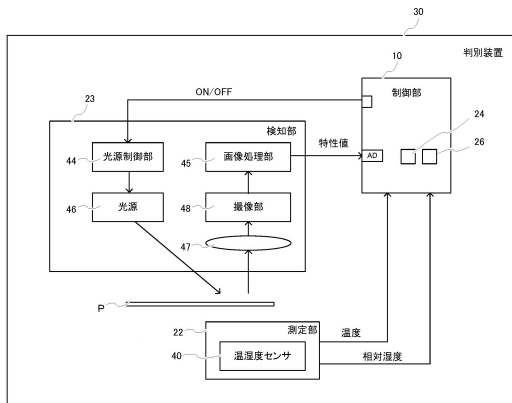 30
判別装置
10
制御部
ON/OFF
23
検知部
24
26
特性値
AD
44
光源制御部
45
画像処理部
46
光源
48
撮像部
47
P
22
測定部
温度
40
温湿度センサ
相対湿度